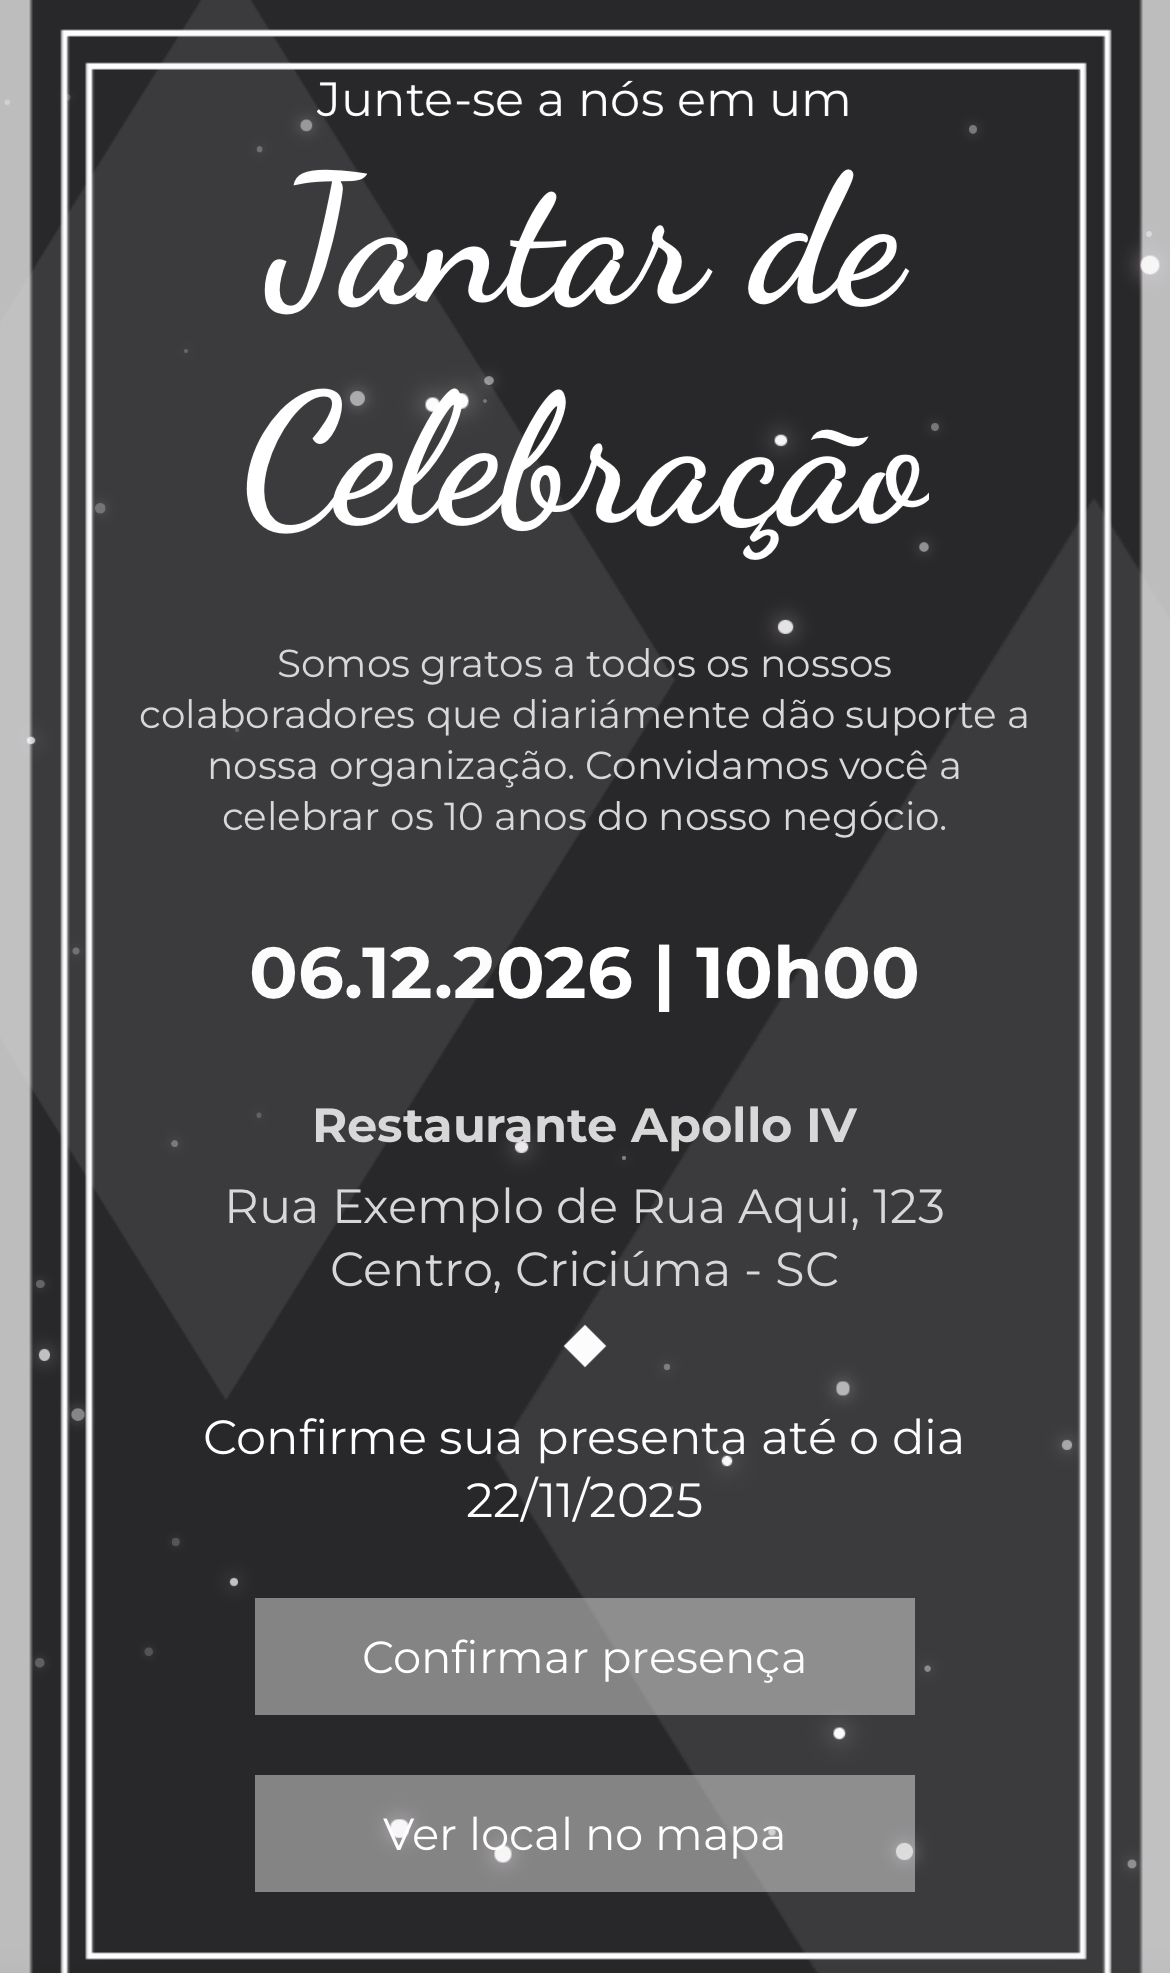 Junte-se a nós em um
Jantar de
Celebração
Somos gratos a todos os nossos
colaboradores que diariámente dão suporte a
nossa organização. Convidamos você a
celebrar os 10 anos do nosso negócio.
06.12.2026 | 10h00
Restaurante Apollo IV
Rua Exemplo de Rua Aqui, 123
Centro, Criciúma - SC
Confirme sua presenta até o dia
22/11/2025
Confirmar presença
Ver local no mapa